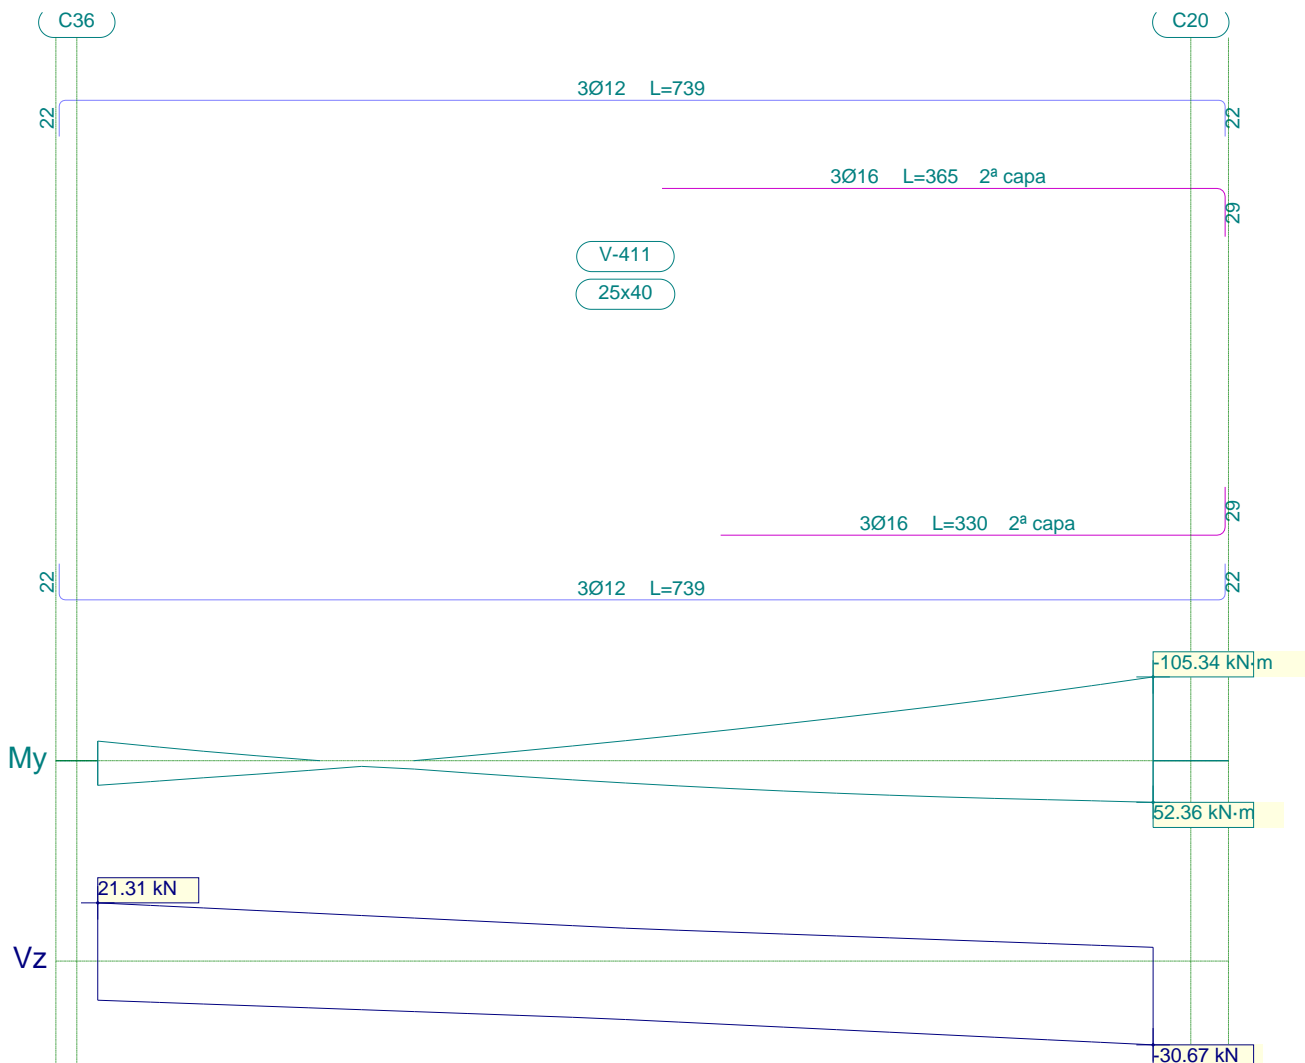 C36
C20
3Ø12 L=739
22
22
3Ø16 L=365 2ª capa
29
V-411
25x40
29
3Ø16 L=330 2ª capa
22
3Ø12 L=739
22
-105.34 kN·m
My
52.36 kN·m
21.31 kN
Vz
-30.67 kN